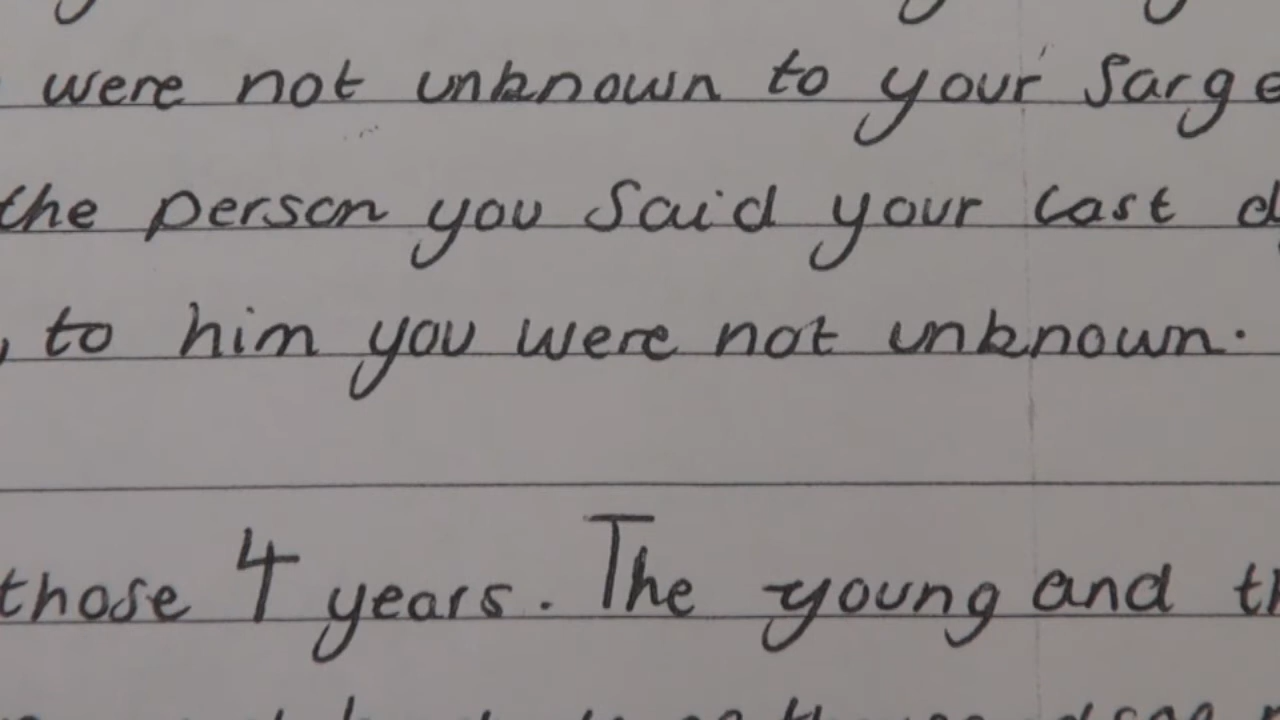 were not unknown to your Sarge
the person you Said your last
, to him you were not unknown.
those 4 years. The young and